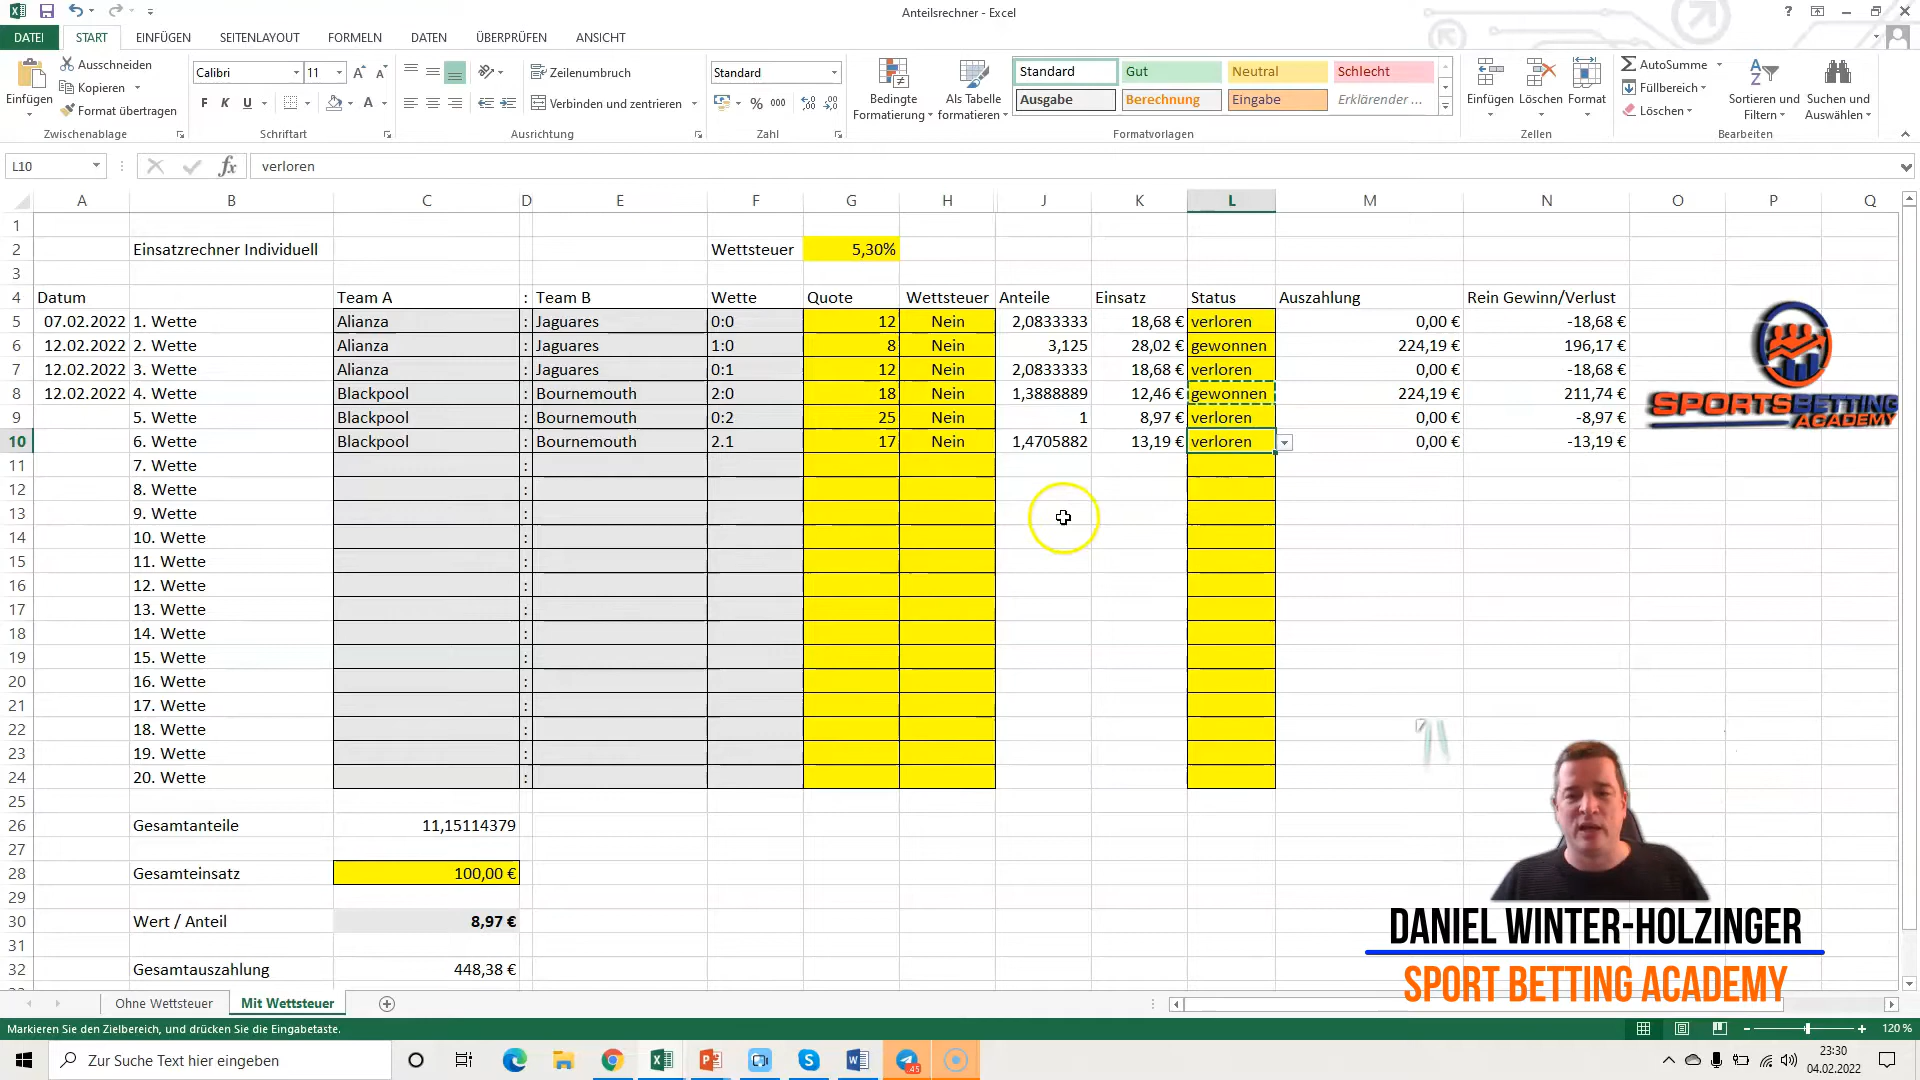 Anteilsrechner - Excel
DATEI START EINFÜGEN SEITENLAYOUT FORMELN DATEN ÜBERPRÜFEN ANSICHT
Einfügen
Ausschneiden
Kopieren
Format übertragen
Zwischenablage
Calibri 11
F K U
Schriftart
Zeilenumbruch
Verbinden und zentrieren
Ausrichtung
Standard
% 000
Zahl
Bedingte Formatierung
Als Tabelle formatieren
Standard Gut Neutral Schlecht
Ausgabe Berechnung Eingabe Erklärender ...
Formatvorlagen
Einfügen Löschen Format
Zellen
AutoSumme
Füllbereich
Löschen
Sortieren und Filtern
Suchen und Auswählen
Bearbeiten
L10 fx verloren
A B C D E F G H J K L M N O P Q
1
2 Einsatzrechner Individuell Wettsteuer 5,30%
3
4 Datum Team A : Team B Wette Quote Wettsteuer Anteile Einsatz Status Auszahlung Rein Gewinn/Verlust
5 07.02.2022 1. Wette Alianza : Jaguares 0:0 12 Nein 2,0833333 18,68 € verloren 0,00 € -18,68 €
6 12.02.2022 2. Wette Alianza : Jaguares 1:0 8 Nein 3,125 28,02 € gewonnen 224,19 € 196,17 €
7 12.02.2022 3. Wette Alianza : Jaguares 0:1 12 Nein 2,0833333 18,68 € verloren 0,00 € -18,68 €
8 12.02.2022 4. Wette Blackpool : Bournemouth 2:0 18 Nein 1,3888889 12,46 € gewonnen 224,19 € 211,74 €
9 5. Wette Blackpool : Bournemouth 0:2 25 Nein 1 8,97 € verloren 0,00 € -8,97 €
10 6. Wette Blackpool : Bournemouth 2.1 17 Nein 1,4705882 13,19 € verloren 0,00 € -13,19 €
11 7. Wette :
12 8. Wette :
13 9. Wette :
14 10. Wette :
15 11. Wette :
16 12. Wette :
17 13. Wette :
18 14. Wette :
19 15. Wette :
20 16. Wette :
21 17. Wette :
22 18. Wette :
23 19. Wette :
24 20. Wette :
25
26 Gesamtanteile 11,15114379
27
28 Gesamteinsatz 100,00 €
29
30 Wert / Anteil 8,97 €
31
32 Gesamtauszahlung 448,38 €
SPORTSBETTING
ACADEMY
DANIEL WINTER-HOLZINGER
SPORT BETTING ACADEMY
Ohne Wettsteuer Mit Wettsteuer
Markieren Sie den Zielbereich, und drücken Sie die Eingabetaste.
120 %
Zur Suche Text hier eingeben
45
23:30
04.02.2022